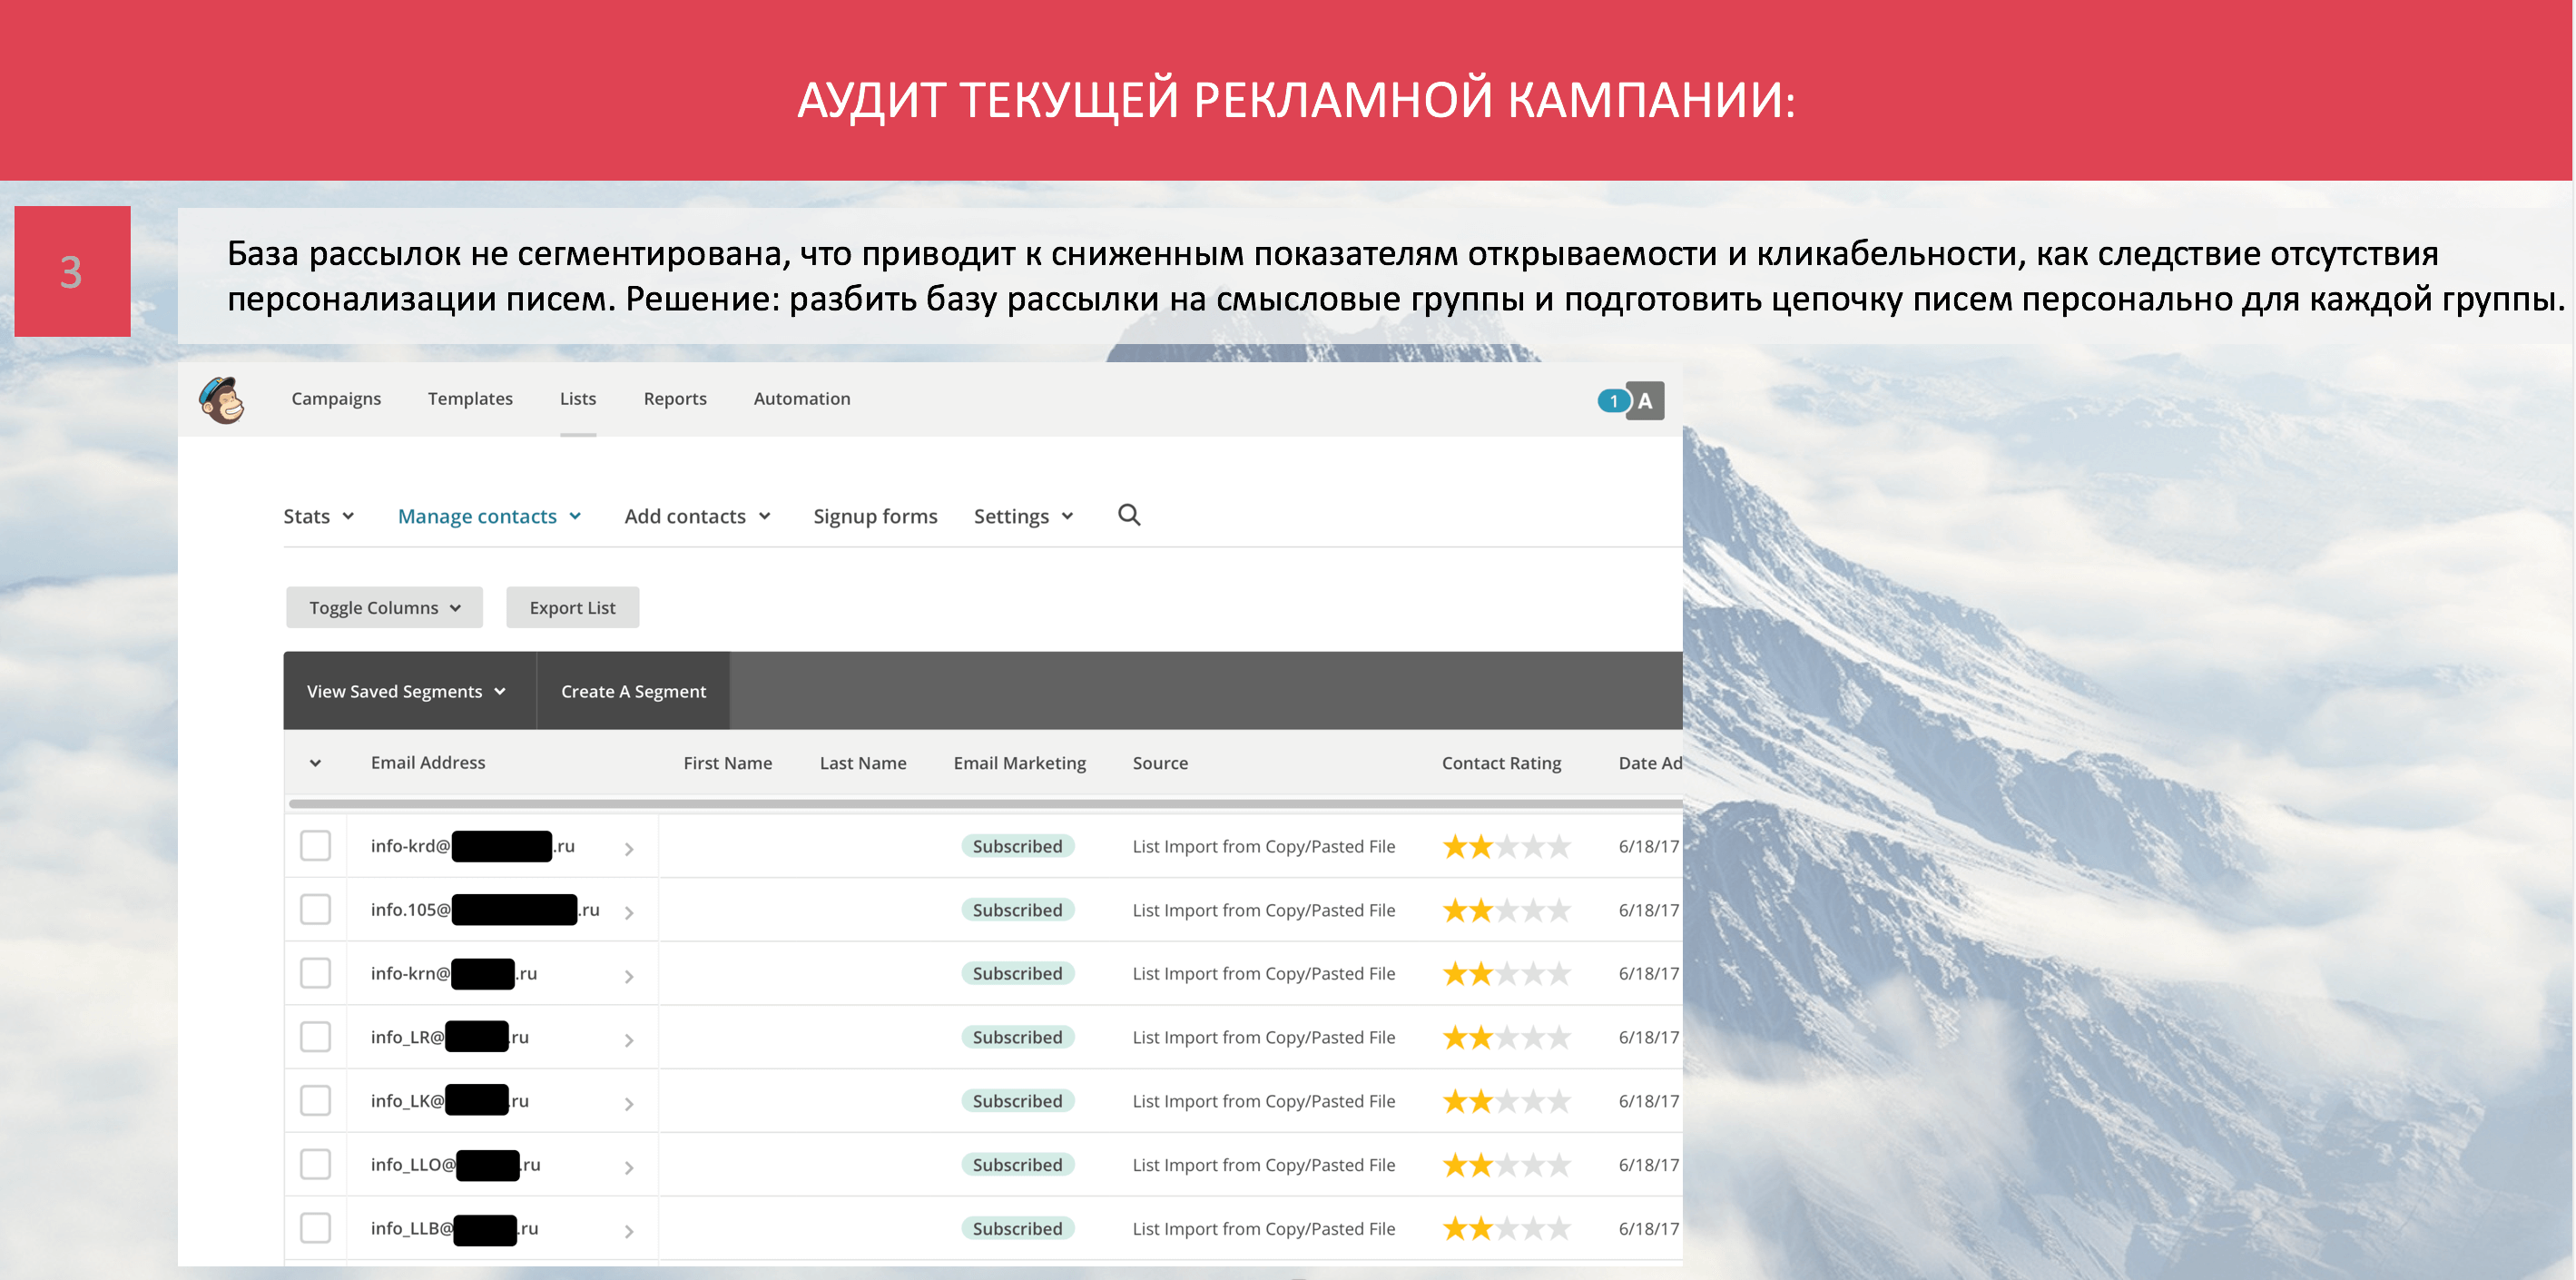 АУДИТ ТЕКУЩЕЙ РЕКЛАМНОЙ КАМПАНИИ:
3
База рассылок не сегментирована, что приводит к сниженным показателям открываемости и кликабельности, как следствие отсутствия
персонализации писем. Решение: разбить базу рассылки на смысловые группы и подготовить цепочку писем персонально для каждой группы.
Campaigns Templates Lists Reports Automation 1 A
Stats Manage contacts Add contacts Signup forms Settings
Toggle Columns Export List
View Saved Segments Create A Segment
Email Address First Name Last Name Email Marketing Source Contact Rating Date Ad
info-krd@ .ru Subscribed List Import from Copy/Pasted File 6/18/17
info.105@ .ru Subscribed List Import from Copy/Pasted File 6/18/17
info-krn@ .ru Subscribed List Import from Copy/Pasted File 6/18/17
info_LR@ .ru Subscribed List Import from Copy/Pasted File 6/18/17
info_LK@ .ru Subscribed List Import from Copy/Pasted File 6/18/17
info_LLO@ .ru Subscribed List Import from Copy/Pasted File 6/18/17
info_LLB@ .ru Subscribed List Import from Copy/Pasted File 6/18/17